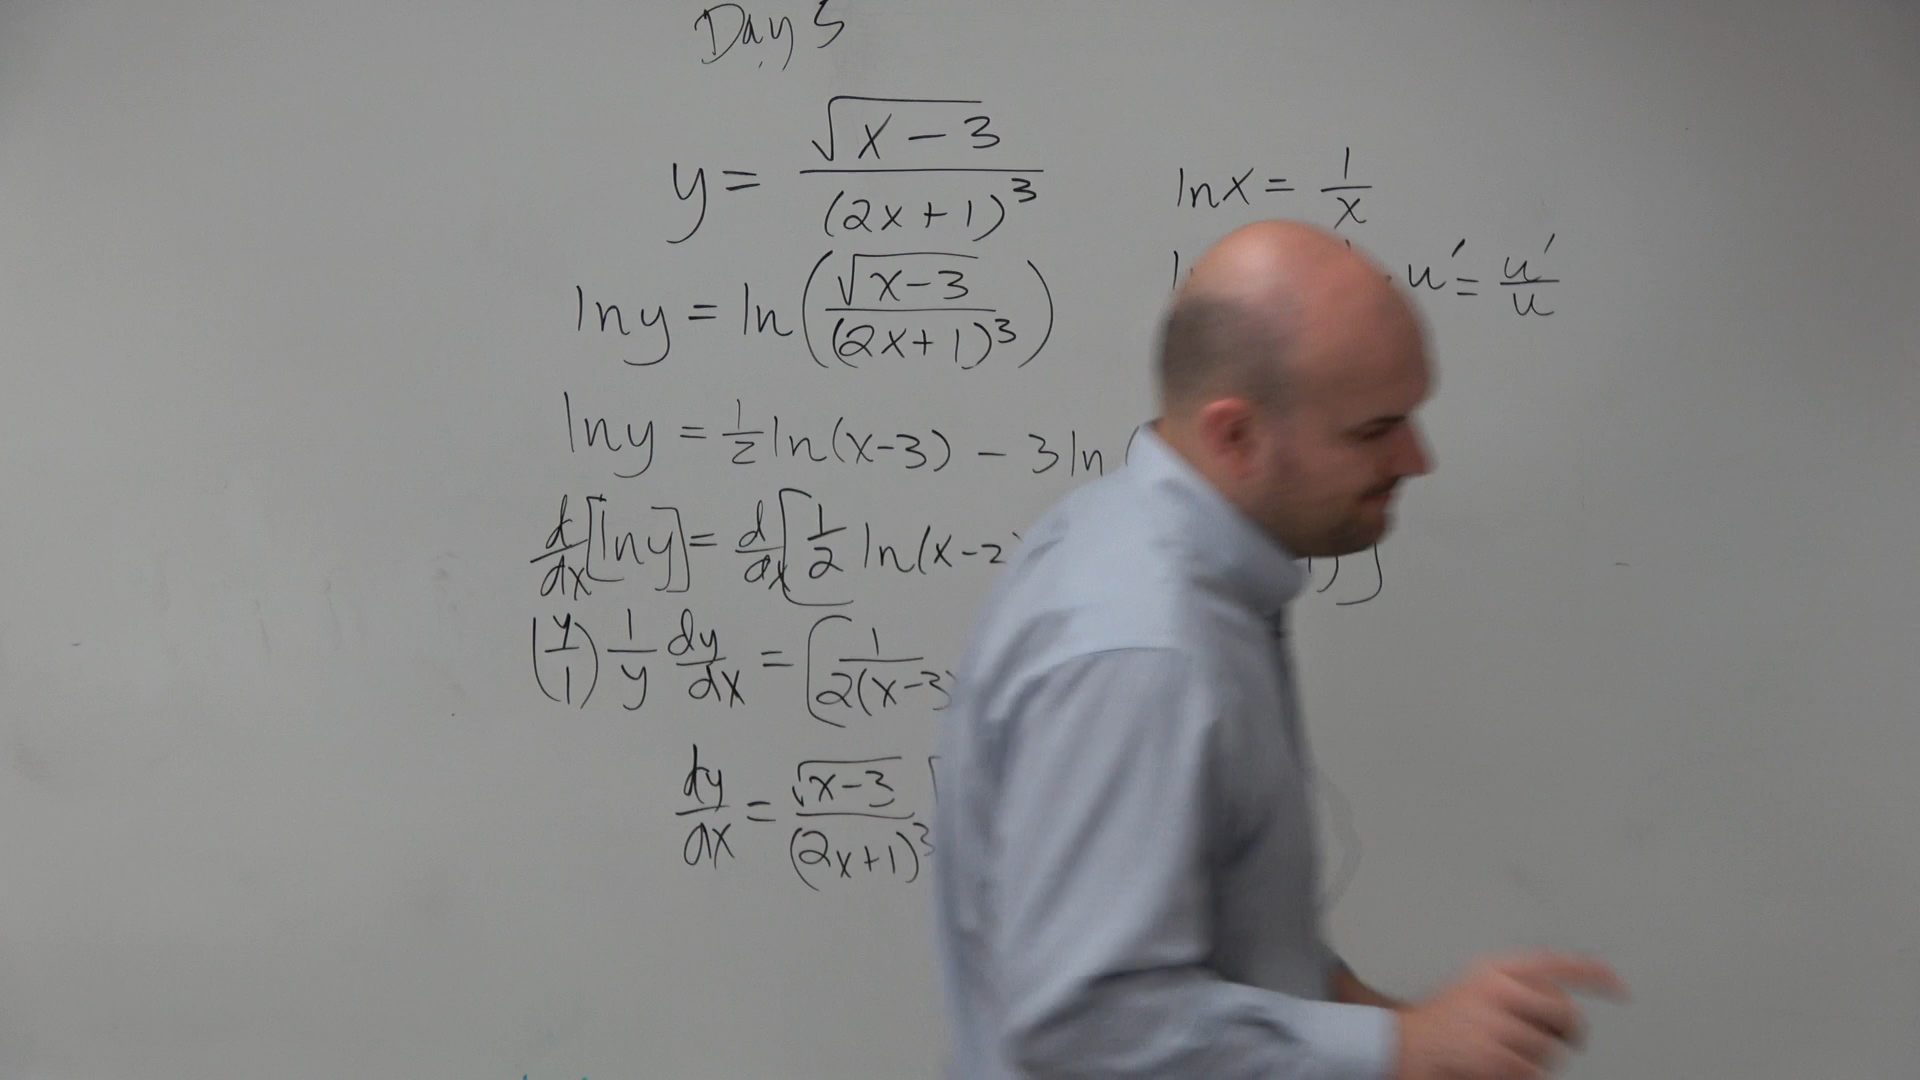 Day 5
y = √(x-3) / (2x+1)³
ln x = 1/x
· u' = u'/u
ln y = ln(√(x-3) / (2x+1)³)
ln y = 1/2 ln(x-3) - 3 ln (
d/dx [ln y] = d/dx [1/2 ln(x-2
(y/1) 1/y dy/dx = [1/2(x-3)
dy/dx = √(x-3) / (2x+1)³ [